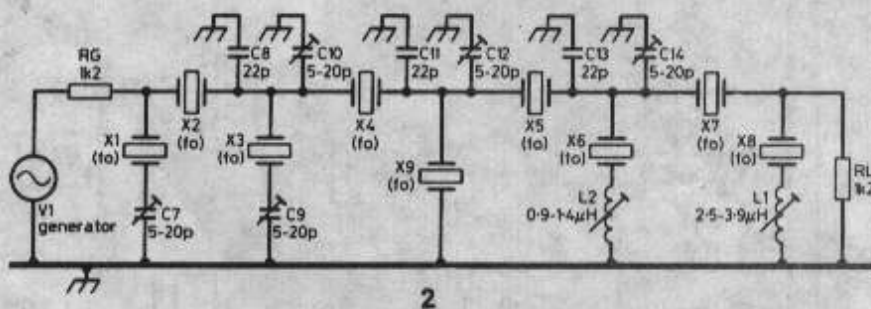 RG
1k2
C8
22p
C10
5-20p
C11
22p
C12
5-20p
C13
22p
C14
5-20p
X1
(fo)
X2
(fo)
X3
(fo)
X4
(fo)
X9
(fo)
X5
(fo)
X6
(fo)
X7
(fo)
X8
(fo)
RL
1k2
V1
generator
C7
5-20p
C9
5-20p
L2
0·9-1·4µH
L1
2·5-3·9µH
2